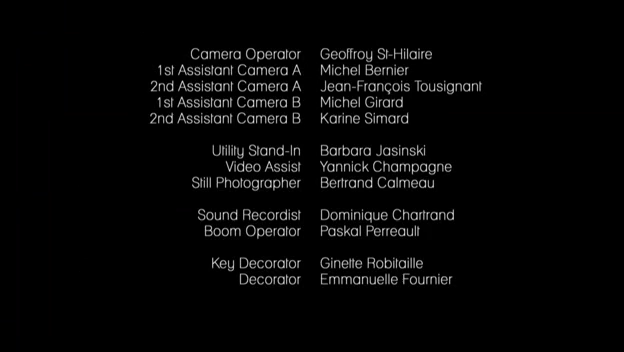 Camera Operator Geoffroy St-Hilaire
1st Assistant Camera A Michel Bernier
2nd Assistant Camera A Jean-François Tousignant
1st Assistant Camera B Michel Girard
2nd Assistant Camera B Karine Simard
Utility Stand-In Barbara Jasinski
Video Assist Yannick Champagne
Still Photographer Bertrand Calmeau
Sound Recordist Dominique Chartrand
Boom Operator Paskal Perreault
Key Decorator Ginette Robitaille
Decorator Emmanuelle Fournier